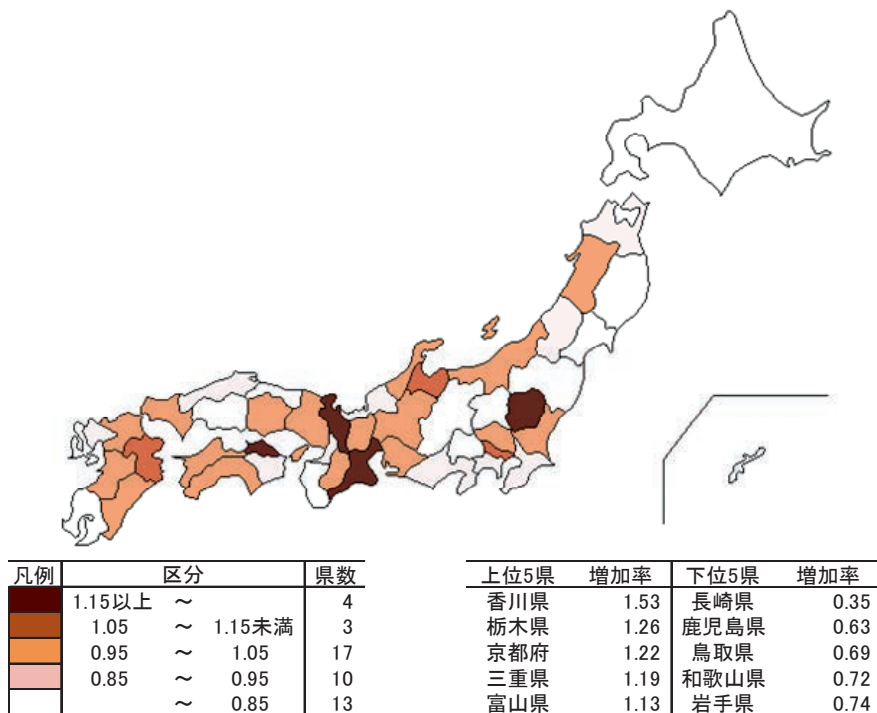 凡例 区分 県数
1.15以上 ～ 4
1.05 ～ 1.15未満 3
0.95 ～ 1.05 17
0.85 ～ 0.95 10
～ 0.85 13
上位5県 増加率 下位5県 増加率
香川県 1.53 長崎県 0.35
栃木県 1.26 鹿児島県 0.63
京都府 1.22 鳥取県 0.69
三重県 1.19 和歌山県 0.72
富山県 1.13 岩手県 0.74